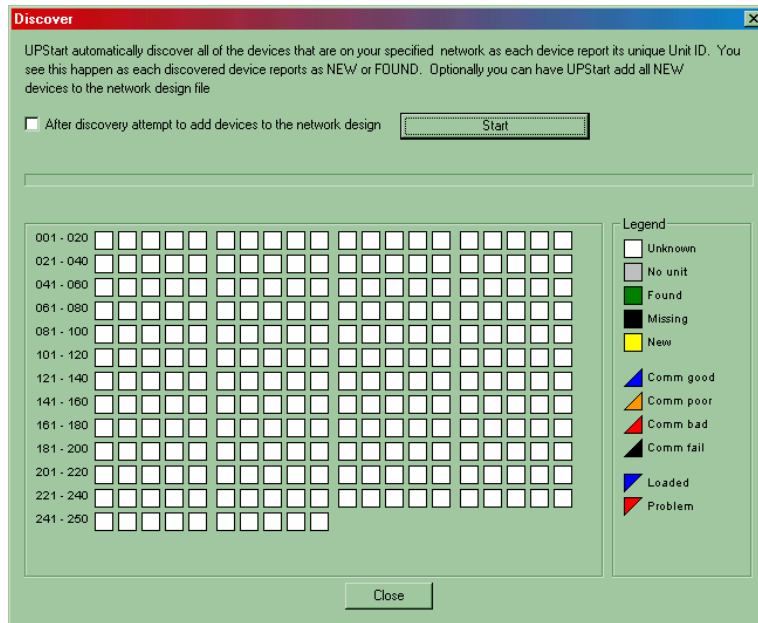 Discover
UPStart automatically discover all of the devices that are on your specified network as each device report its unique Unit ID. You
see this happen as each discovered device reports as NEW or FOUND. Optionally you can have UPStart add all NEW
devices to the network design file
After discovery attempt to add devices to the network design
Start
001 - 020
021 - 040
041 - 060
061 - 080
081 - 100
101 - 120
121 - 140
141 - 160
161 - 180
181 - 200
201 - 220
221 - 240
241 - 250
Legend
Unknown
No unit
Found
Missing
New
Comm good
Comm poor
Comm bad
Comm fail
Loaded
Problem
Close